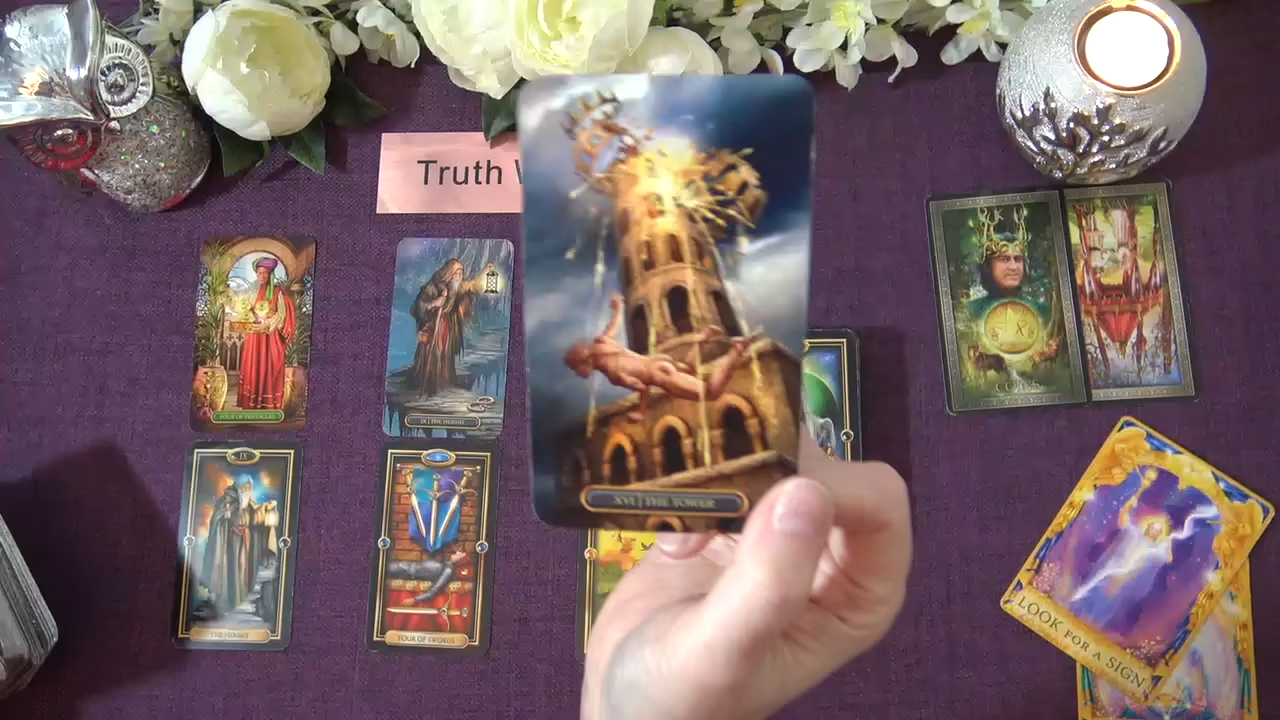 Truth
XVI | THE TOWER
FOUR OF PENTACLES
IX | THE HERMIT
IX
THE HERMIT
FOUR OF SWORDS
LOOK FOR A SIGN